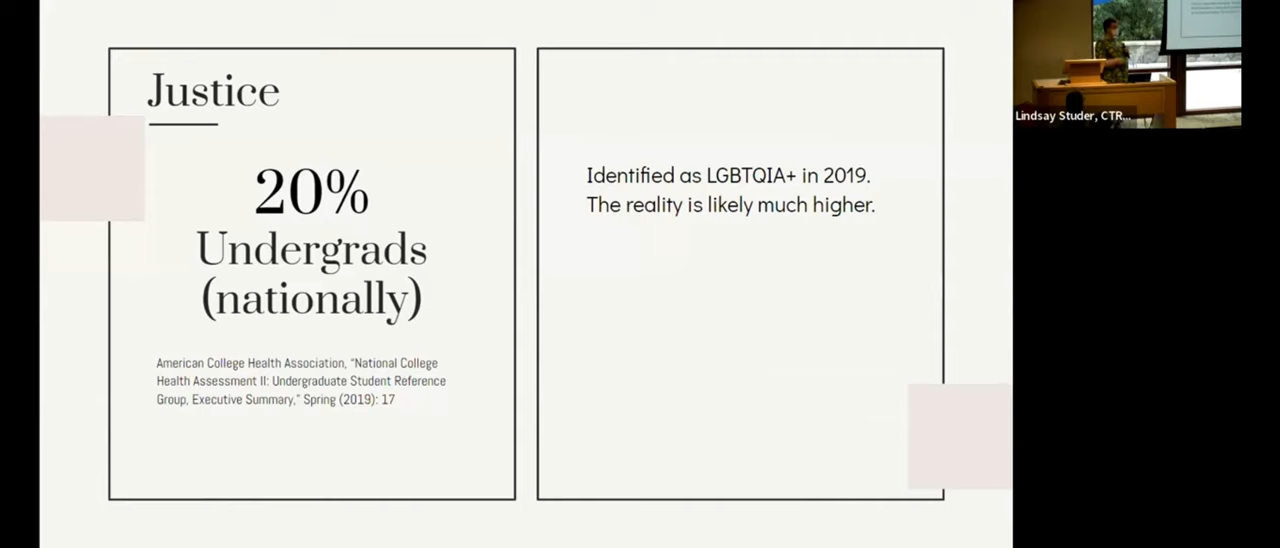 Justice
20%
Undergrads
(nationally)
American College Health Association, "National College
Health Assessment II: Undergraduate Student Reference
Group, Executive Summary," Spring (2019): 17
Identified as LGBTQIA+ in 2019.
The reality is likely much higher.
Lindsay Studer, CTR...